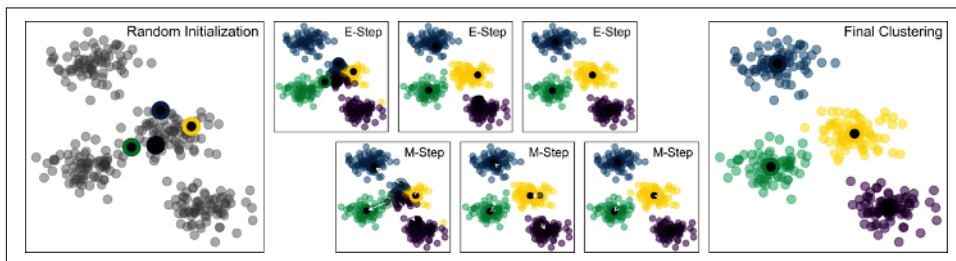 Random Initialization
E-Step
E-Step
E-Step
M-Step
M-Step
M-Step
Final Clustering